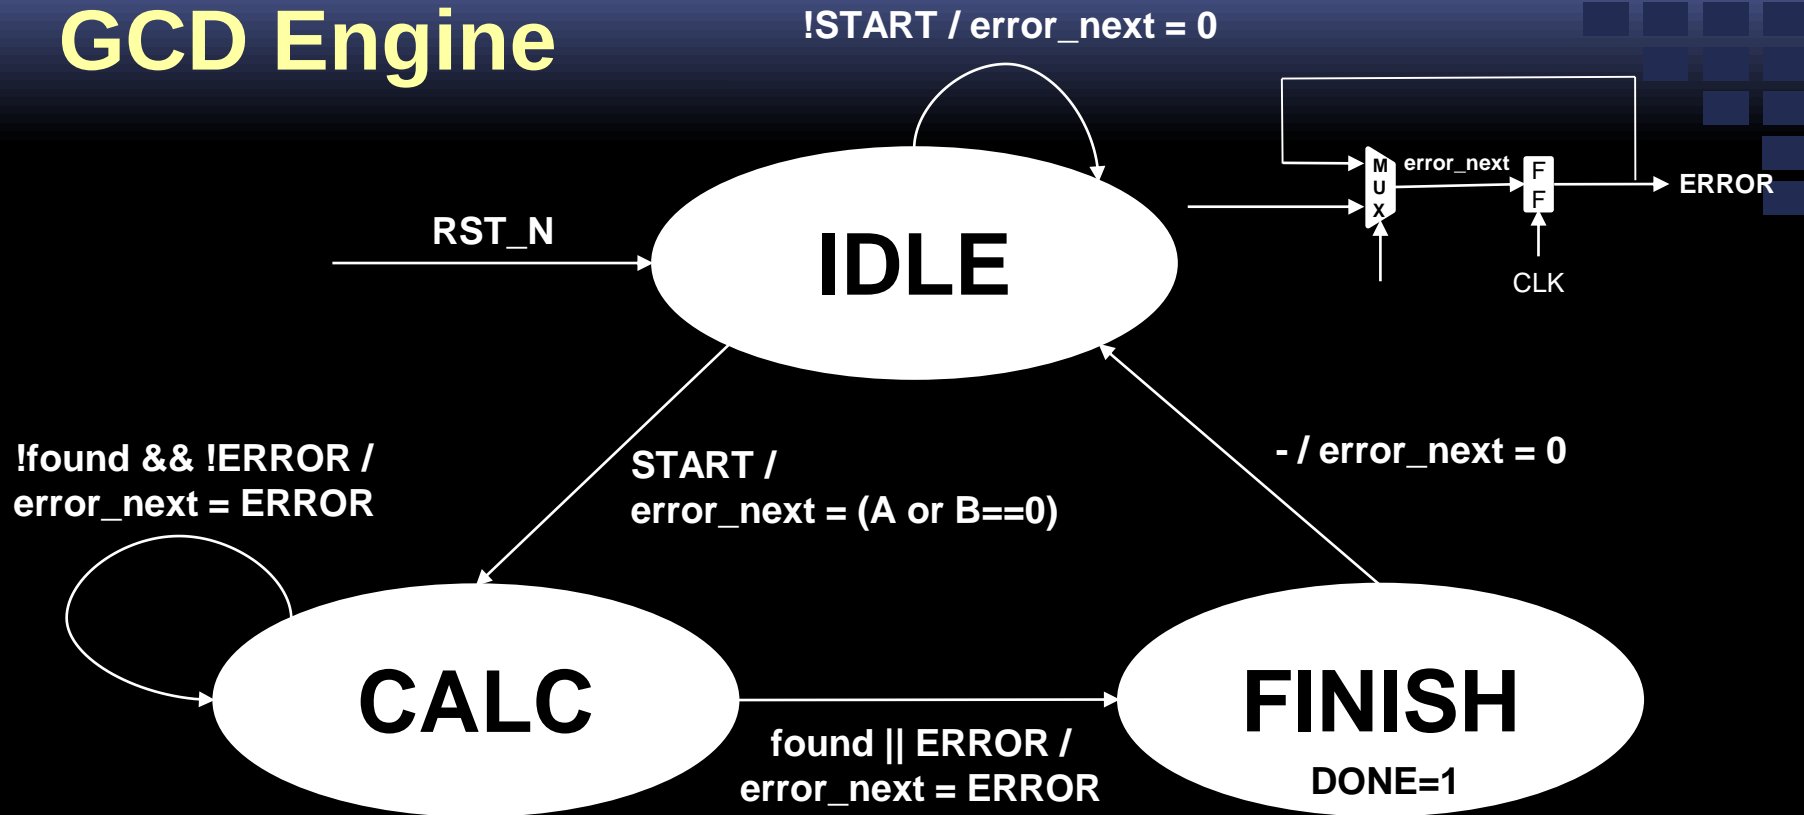 GCD Engine
!START / error_next = 0
M
U
X
error_next
F
F
ERROR
CLK
RST_N
IDLE
!found && !ERROR /
error_next = ERROR
START /
error_next = (A or B==0)
- / error_next = 0
CALC
found || ERROR /
error_next = ERROR
FINISH
DONE=1